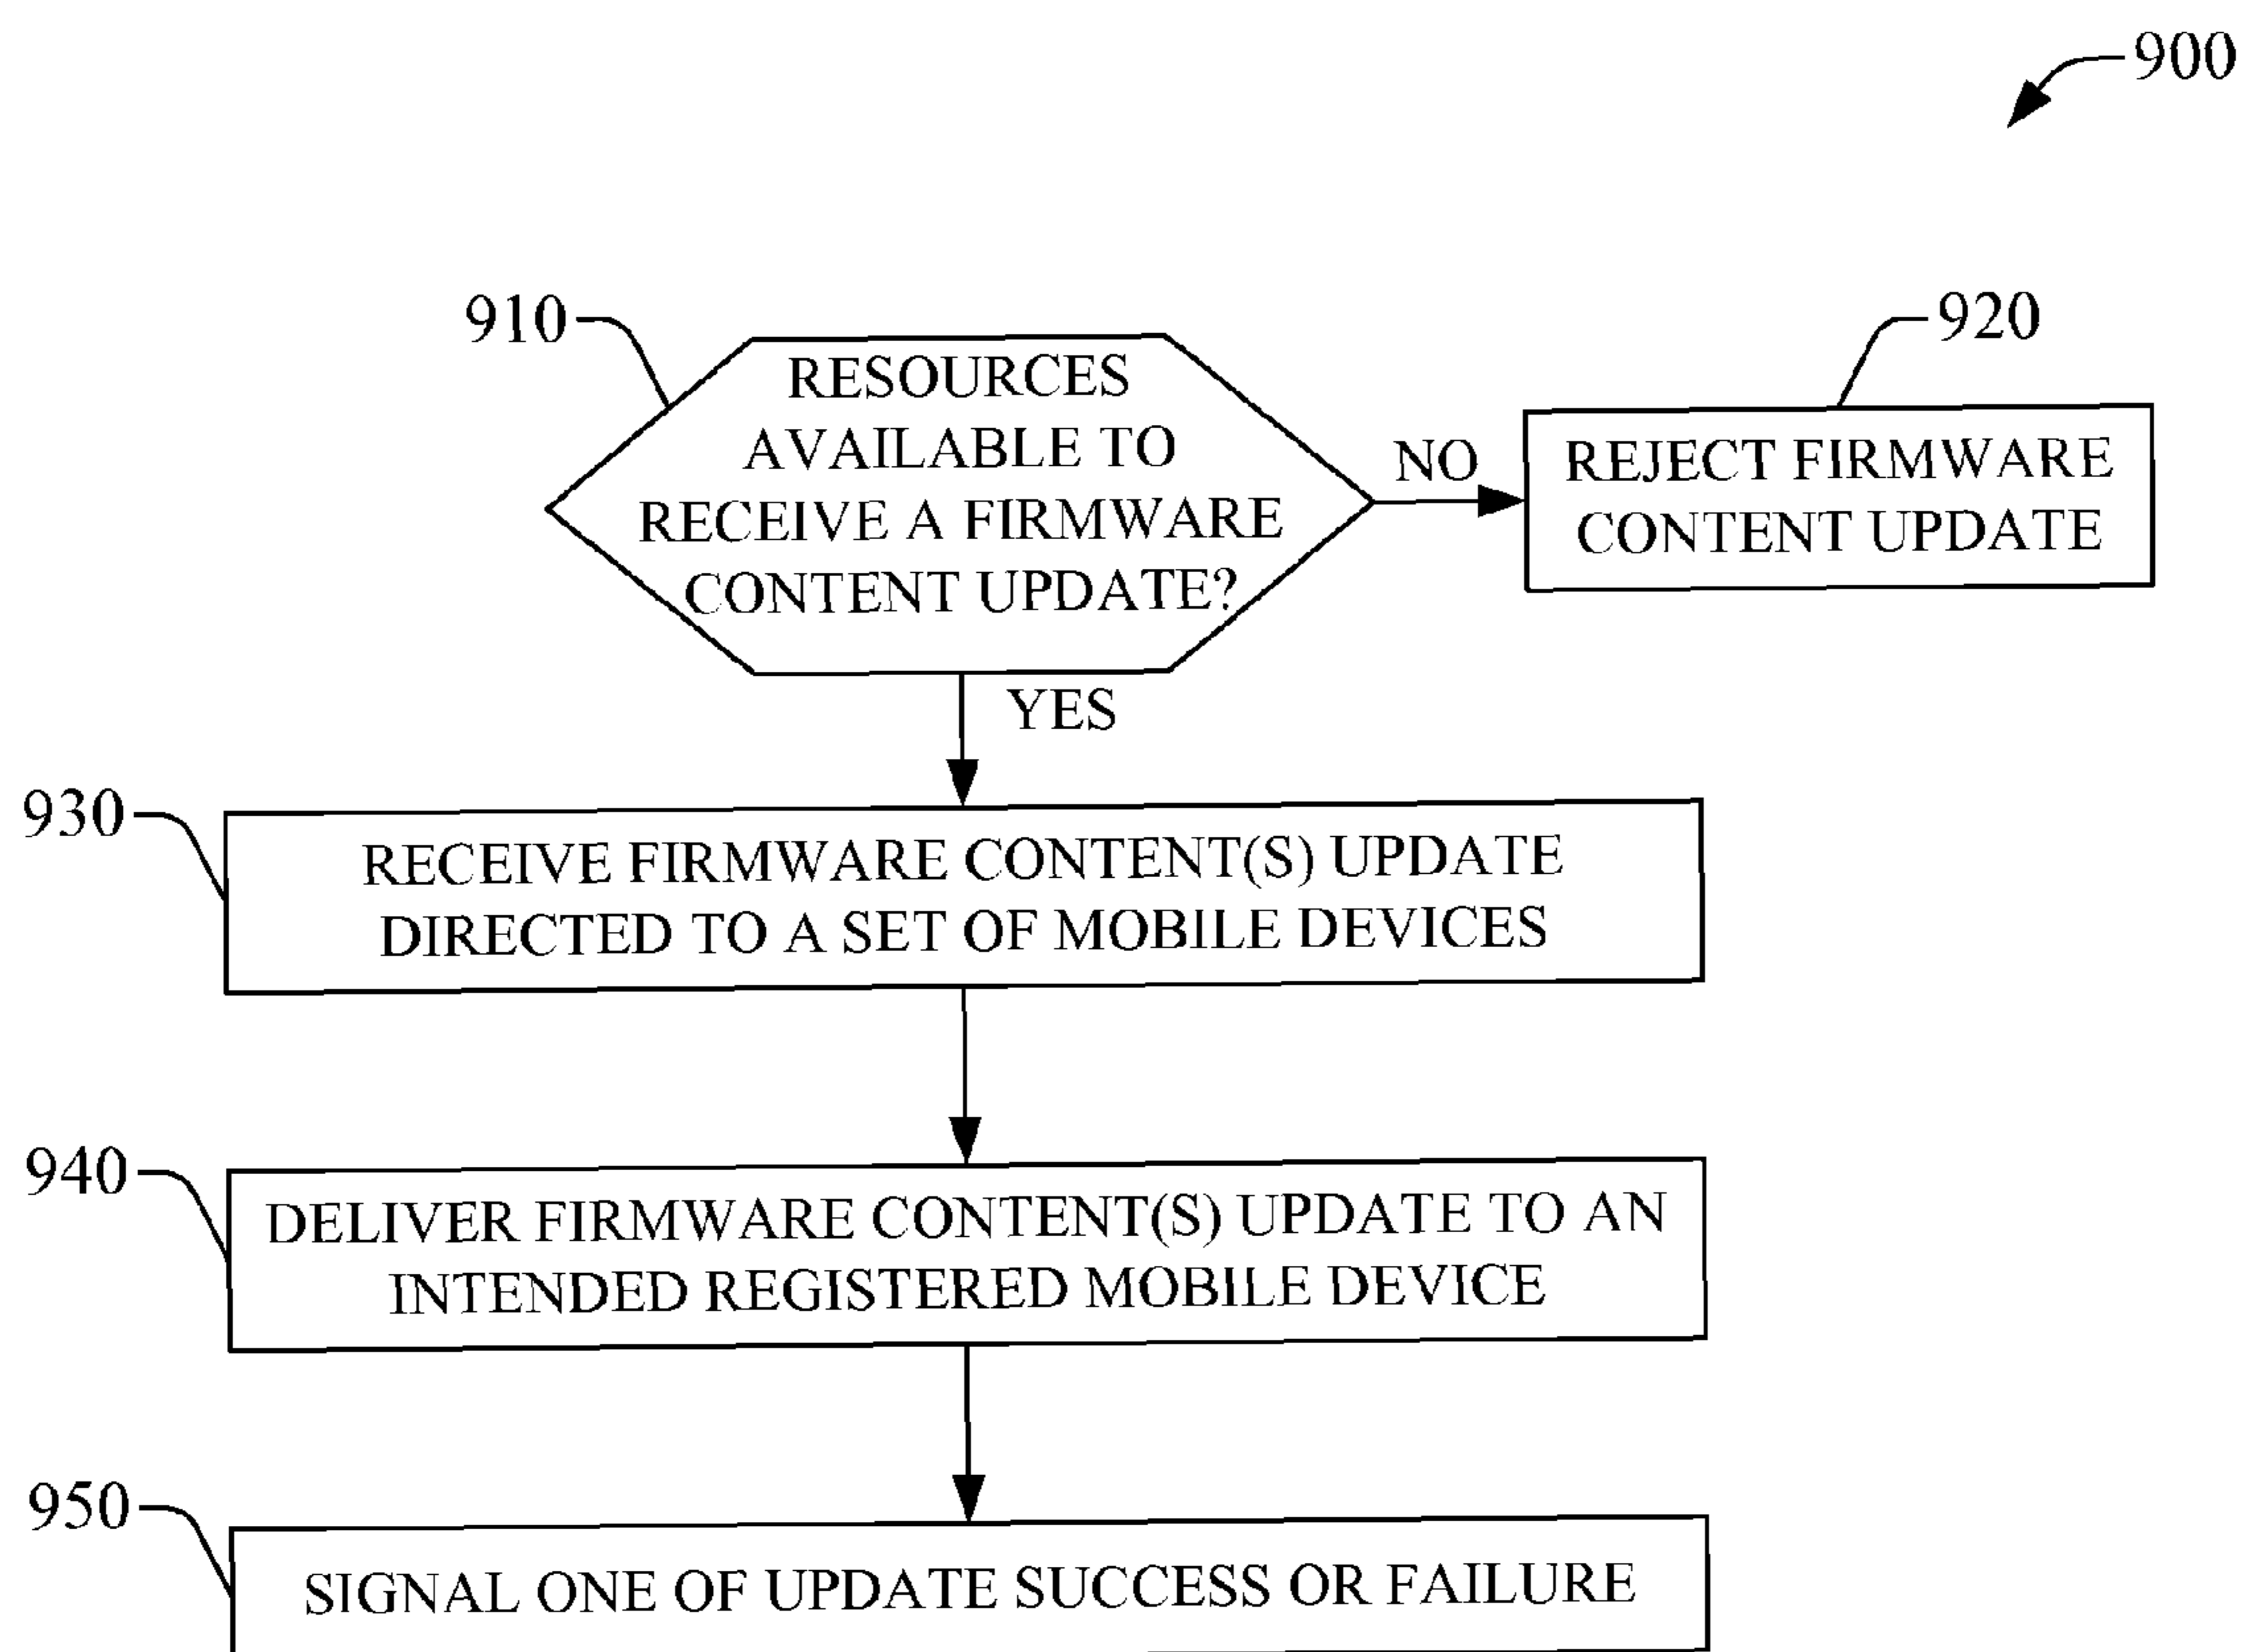 900
910
RESOURCES
AVAILABLE TO
RECEIVE A FIRMWARE
CONTENT UPDATE?
NO
920
REJECT FIRMWARE
CONTENT UPDATE
YES
930
RECEIVE FIRMWARE CONTENT(S) UPDATE
DIRECTED TO A SET OF MOBILE DEVICES
940
DELIVER FIRMWARE CONTENT(S) UPDATE TO AN
INTENDED REGISTERED MOBILE DEVICE
950
SIGNAL ONE OF UPDATE SUCCESS OR FAILURE